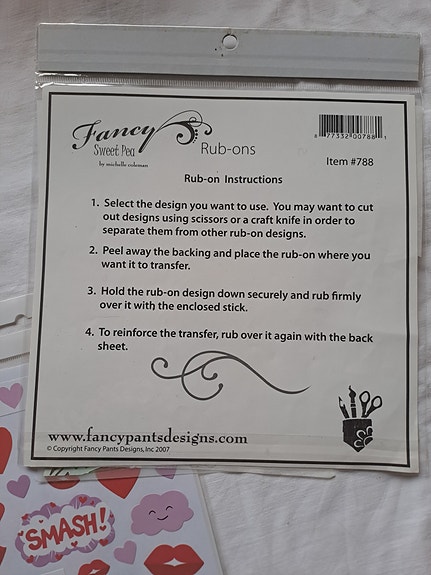 Fancy
Sweet Pea
by michelle coleman
Rub-ons
8 77332 00788 1
Item #788
Rub-on Instructions
1. Select the design you want to use. You may want to cut
out designs using scissors or a craft knife in order to
separate them from other rub-on designs.
2. Peel away the backing and place the rub-on where you
want it to transfer.
3. Hold the rub-on design down securely and rub firmly
over it with the enclosed stick.
4. To reinforce the transfer, rub over it again with the back
sheet.
www.fancypantsdesigns.com
© Copyright Fancy Pants Designs, Inc 2007
SMASH!